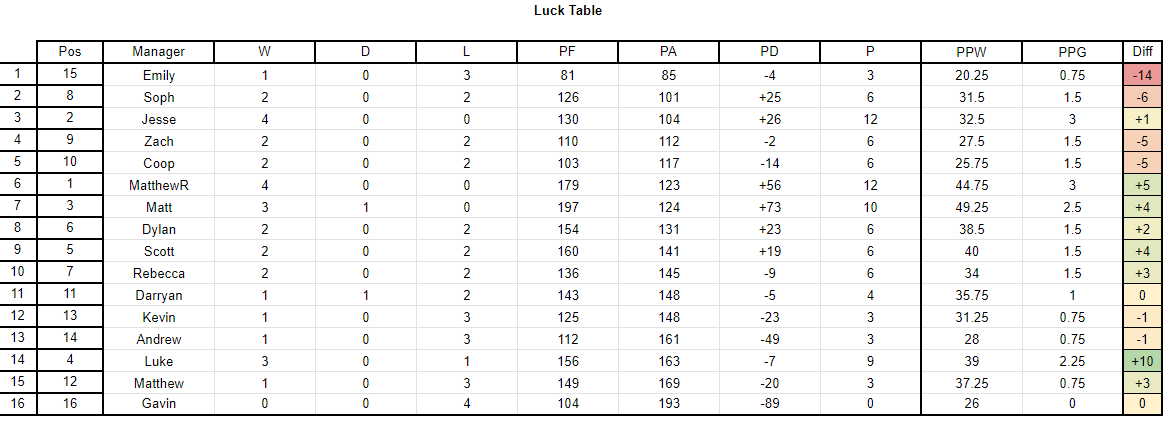 Luck Table
Pos Manager W D L PF PA PD P PPW PPG Diff
1 15 Emily 1 0 3 81 85 -4 3 20.25 0.75 -14
2 8 Soph 2 0 2 126 101 +25 6 31.5 1.5 -6
3 2 Jesse 4 0 0 130 104 +26 12 32.5 3 +1
4 9 Zach 2 0 2 110 112 -2 6 27.5 1.5 -5
5 10 Coop 2 0 2 103 117 -14 6 25.75 1.5 -5
6 1 MatthewR 4 0 0 179 123 +56 12 44.75 3 +5
7 3 Matt 3 1 0 197 124 +73 10 49.25 2.5 +4
8 6 Dylan 2 0 2 154 131 +23 6 38.5 1.5 +2
9 5 Scott 2 0 2 160 141 +19 6 40 1.5 +4
10 7 Rebecca 2 0 2 136 145 -9 6 34 1.5 +3
11 11 Darryan 1 1 2 143 148 -5 4 35.75 1 0
12 13 Kevin 1 0 3 125 148 -23 3 31.25 0.75 -1
13 14 Andrew 1 0 3 112 161 -49 3 28 0.75 -1
14 4 Luke 3 0 1 156 163 -7 9 39 2.25 +10
15 12 Matthew 1 0 3 149 169 -20 3 37.25 0.75 +3
16 16 Gavin 0 0 4 104 193 -89 0 26 0 0